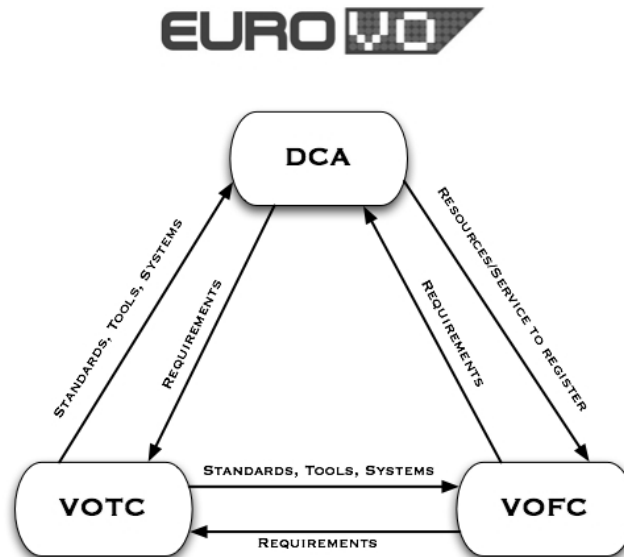 EURO VO
DCA
STANDARDS, TOOLS, SYSTEMS
REQUIREMENTS
REQUIREMENTS
RESOURCES/SERVICE TO REGISTER
VOTC
STANDARDS, TOOLS, SYSTEMS
VOFC
REQUIREMENTS